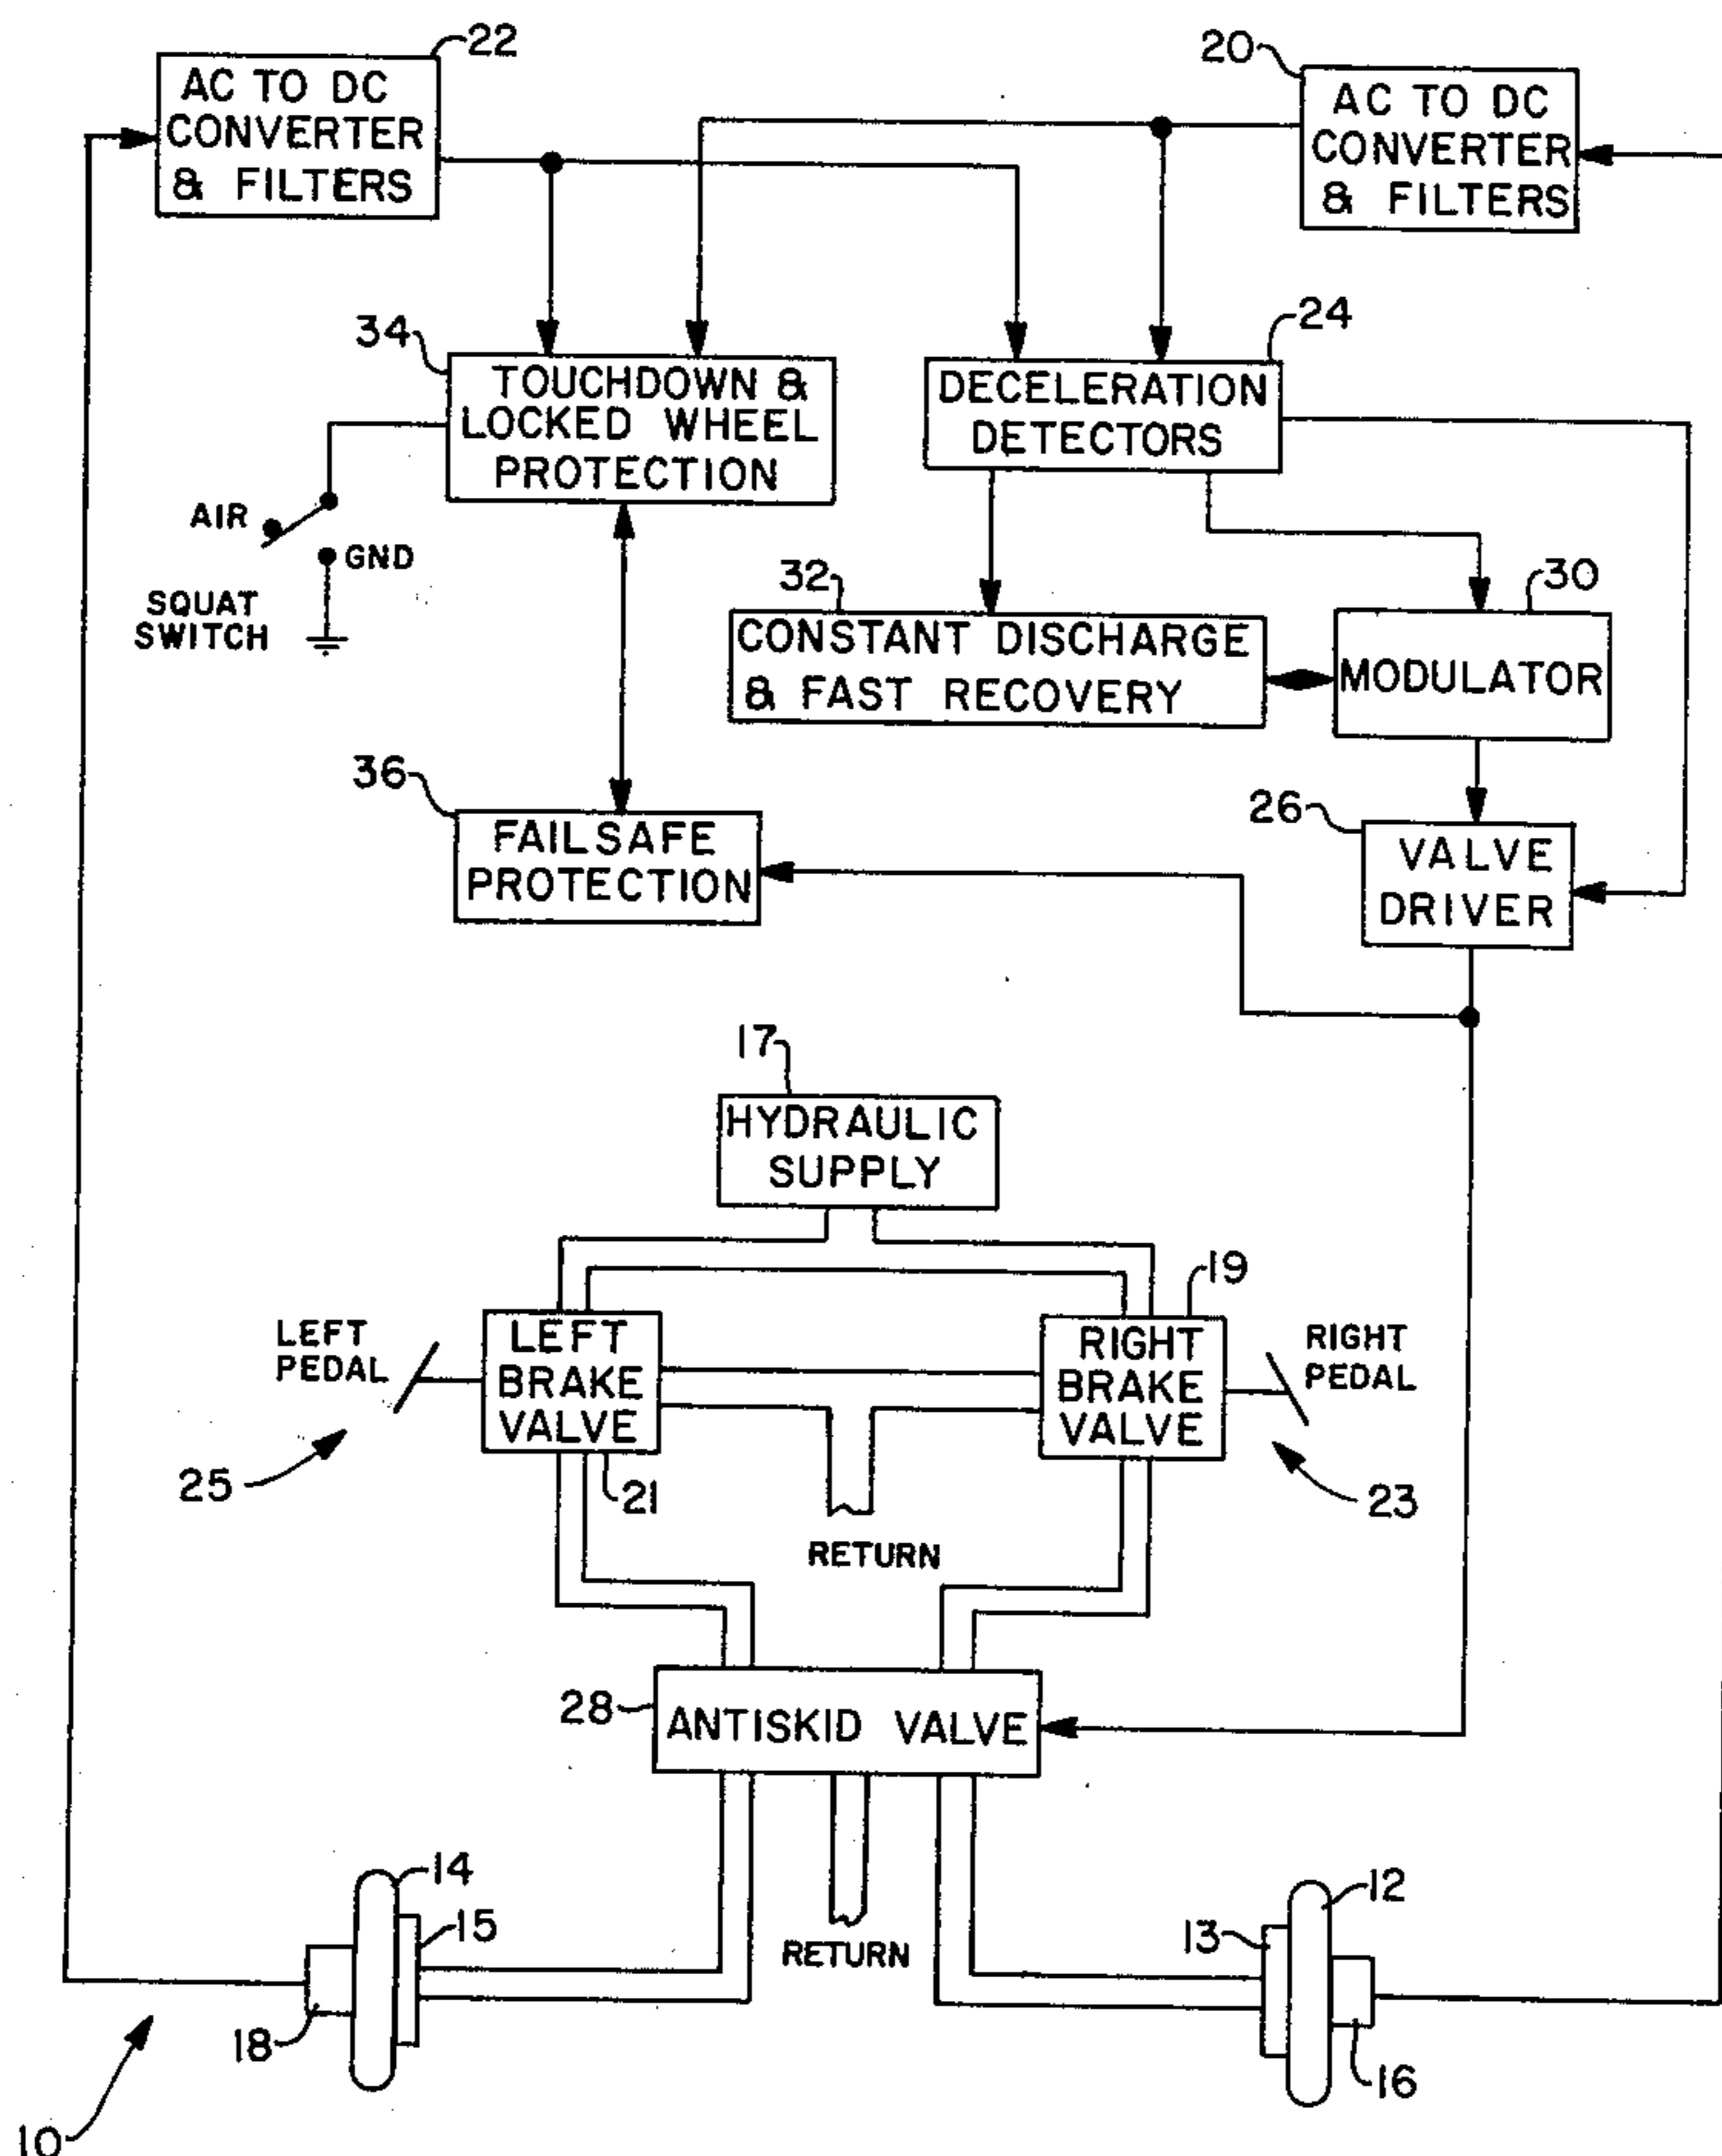 22
AC TO DC
CONVERTER
& FILTERS
20
AC TO DC
CONVERTER
& FILTERS
34
TOUCHDOWN &
LOCKED WHEEL
PROTECTION
24
DECELERATION
DETECTORS
AIR
GND
SQUAT
SWITCH
32
CONSTANT DISCHARGE
& FAST RECOVERY
30
MODULATOR
36
FAILSAFE
PROTECTION
26
VALVE
DRIVER
17
HYDRAULIC
SUPPLY
19
LEFT
PEDAL
LEFT
BRAKE
VALVE
RIGHT
BRAKE
VALVE
RIGHT
PEDAL
25
21
23
RETURN
28
ANTISKID VALVE
14
15
12
13
RETURN
18
16
10